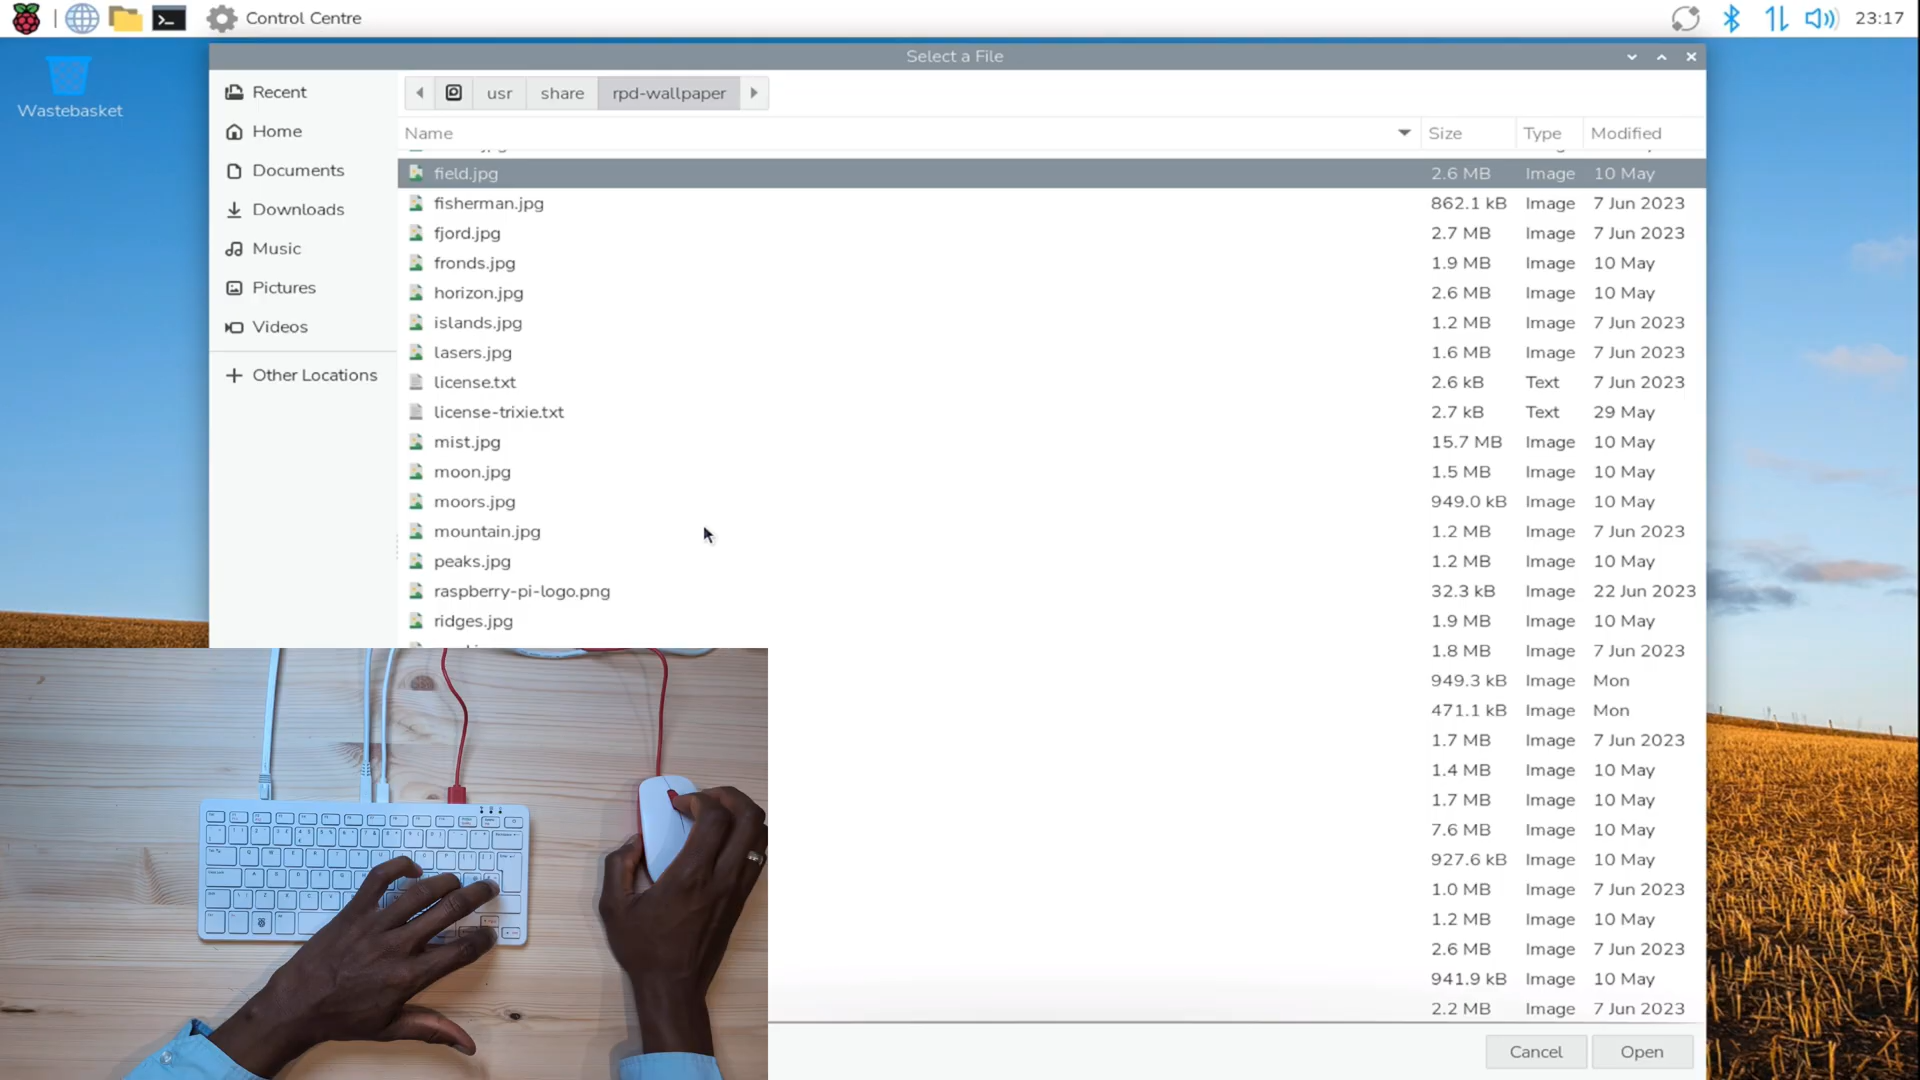 Control Centre
23:17
Select a File
Wastebasket
Recent
Home
Documents
Downloads
Music
Pictures
Videos
Other Locations
usr share rpd-wallpaper
Name Size Type Modified
field.jpg 2.6 MB Image 10 May
fisherman.jpg 862.1 kB Image 7 Jun 2023
fjord.jpg 2.7 MB Image 7 Jun 2023
fronds.jpg 1.9 MB Image 10 May
horizon.jpg 2.6 MB Image 10 May
islands.jpg 1.2 MB Image 7 Jun 2023
lasers.jpg 1.6 MB Image 7 Jun 2023
license.txt 2.6 kB Text 7 Jun 2023
license-trixie.txt 2.7 kB Text 29 May
mist.jpg 15.7 MB Image 10 May
moon.jpg 1.5 MB Image 10 May
moors.jpg 949.0 kB Image 10 May
mountain.jpg 1.2 MB Image 7 Jun 2023
peaks.jpg 1.2 MB Image 10 May
raspberry-pi-logo.png 32.3 kB Image 22 Jun 2023
ridges.jpg 1.9 MB Image 10 May
1.8 MB Image 7 Jun 2023
949.3 kB Image Mon
471.1 kB Image Mon
1.7 MB Image 7 Jun 2023
1.4 MB Image 10 May
1.7 MB Image 10 May
7.6 MB Image 10 May
927.6 kB Image 10 May
1.0 MB Image 7 Jun 2023
1.2 MB Image 10 May
2.6 MB Image 7 Jun 2023
941.9 kB Image 10 May
2.2 MB Image 7 Jun 2023
Cancel Open